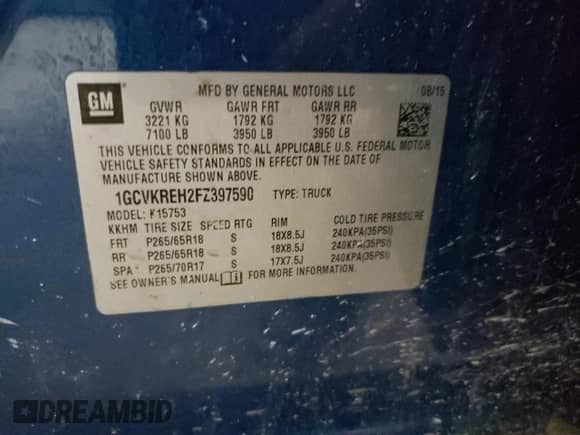 GM
MFD BY GENERAL MOTORS LLC 08/15
GVWR GAWR FRT GAWR RR
3221 KG 1792 KG 1792 KG
7100 LB 3950 LB 3950 LB
THIS VEHICLE CONFORMS TO ALL APPLICABLE U.S. FEDERAL MOTOR
VEHICLE SAFETY STANDARDS IN EFFECT ON THE DATE OF
MANUFACTURE SHOWN ABOVE.
1GCVKREH2FZ397590 TYPE: TRUCK
MODEL: K15753
KKHM TIRE SIZE SPEED RTG RIM COLD TIRE PRESSURE
FRT P265/65R18 S 18X8.5J 240KPA(35PSI)
RR P265/65R18 S 18X8.5J 240KPA(35PSI)
SPA P265/70R17 S 17X7.5J 240KPA(35PSI)
SEE OWNER'S MANUAL i FOR MORE INFORMATION.
DREAMBID